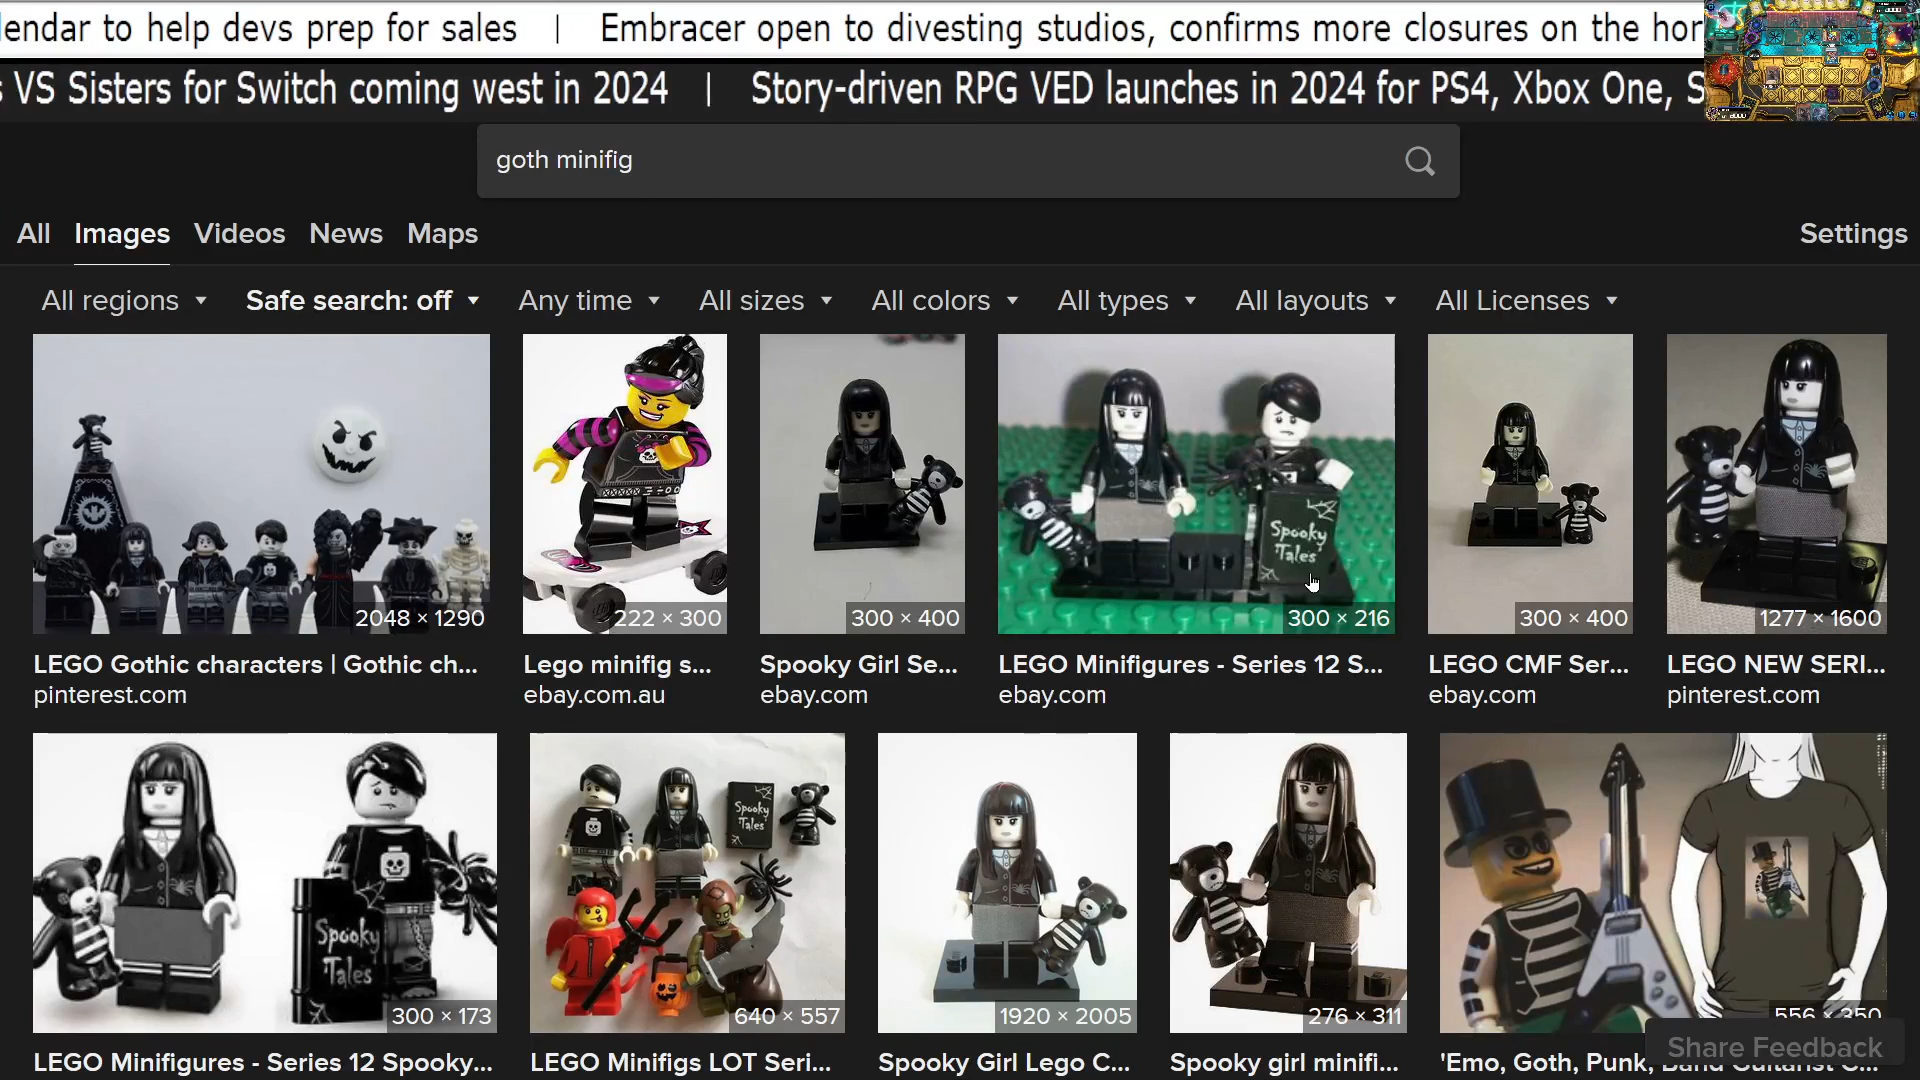 endar to help devs prep for sales | Embracer open to divesting studios, confirms more closures on the hor
VS Sisters for Switch coming west in 2024 | Story-driven RPG VED launches in 2024 for PS4, Xbox One, S
goth minifig
All Images Videos News Maps Settings
All regions Safe search: off Any time All sizes All colors All types All layouts All Licenses
Spooky
Tales
2048 × 1290
222 × 300
300 × 400
300 × 216
300 × 400
1277 × 1600
LEGO Gothic characters | Gothic ch...
pinterest.com
Lego minifig s...
ebay.com.au
Spooky Girl Se...
ebay.com
LEGO Minifigures - Series 12 S...
ebay.com
LEGO CMF Ser...
ebay.com
LEGO NEW SERI...
pinterest.com
Spooky
Tales
Spooky
Tales
300 × 173
640 × 557
1920 × 2005
276 × 311
556 × 350
LEGO Minifigures - Series 12 Spooky...
LEGO Minifigs LOT Seri...
Spooky Girl Lego C...
Spooky girl minifi...
'Emo, Goth, Punk, Band Guitarist C...
Share Feedback